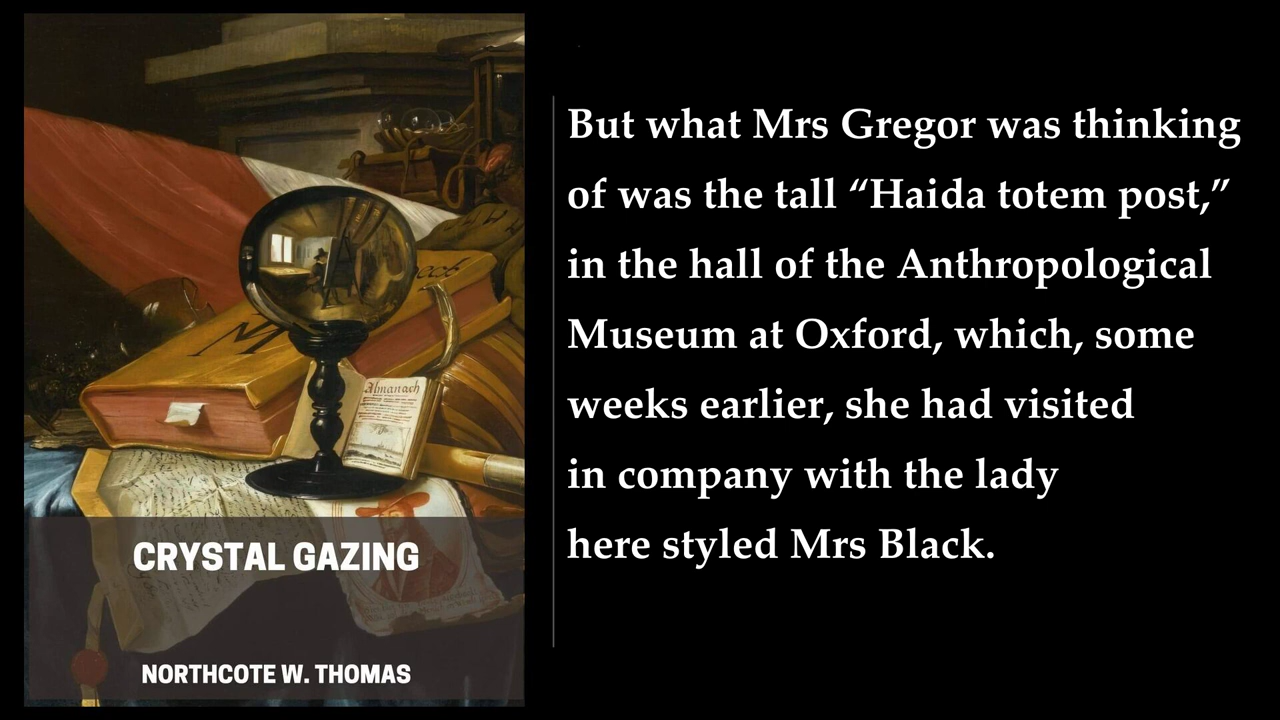 M
Almanach
CRYSTAL GAZING
NORTHCOTE W. THOMAS
But what Mrs Gregor was thinking
of was the tall “Haida totem post,”
in the hall of the Anthropological
Museum at Oxford, which, some
weeks earlier, she had visited
in company with the lady
here styled Mrs Black.